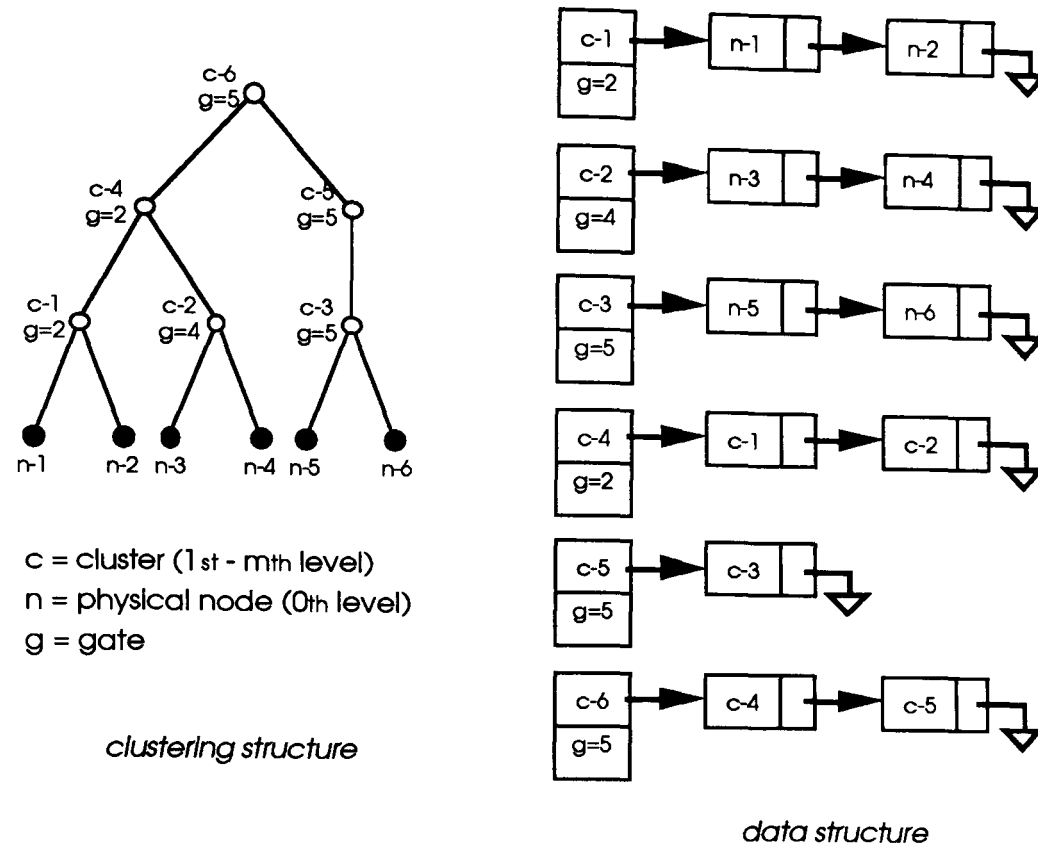 c-6
g=5
c-4
g=2
c-5
g=5
c-1
g=2
c-2
g=4
c-3
g=5
n-1
n-2
n-3
n-4
n-5
n-6
c = cluster (1st - mth level)
n = physical node (0th level)
g = gate
clustering structure
c-1 n-1 n-2
g=2
c-2 n-3 n-4
g=4
c-3 n-5 n-6
g=5
c-4 c-1 c-2
g=2
c-5 c-3
g=5
c-6 c-4 c-5
g=5
data structure